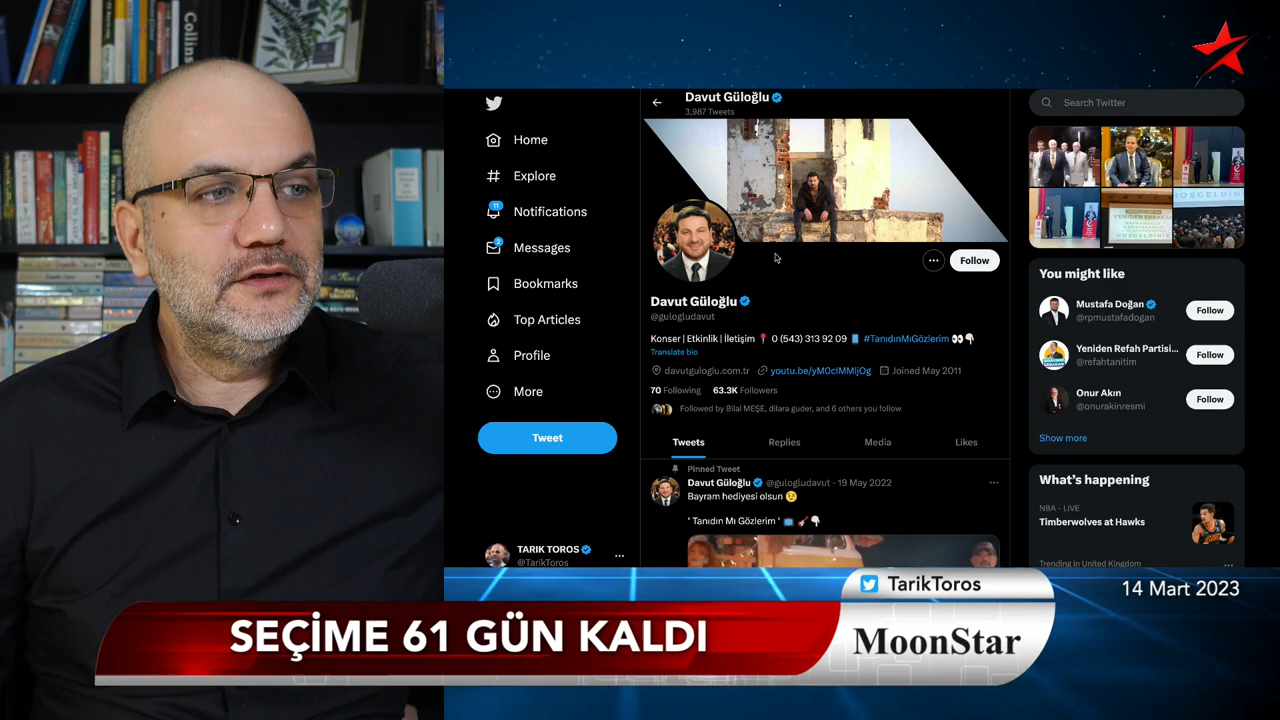 Collins
Davut Güloğlu
3,987 Tweets
Search Twitter
Home
Explore
11
Notifications
2
Messages
Bookmarks
Top Articles
Profile
More
Tweet
TARIK TOROS
@TarikToros
Follow
Davut Güloğlu
@gulogludavut
Konser | Etkinlik | İletişim 📍 0 (543) 313 92 09 📘 #TanıdınMıGözlerim 👀👇🏻
Translate bio
davutguloglu.com.tr youtu.be/yM0cIMMljOg Joined May 2011
70 Following 63.3K Followers
Followed by Bilal MEŞE, dilara guder, and 6 others you follow
Tweets Replies Media Likes
Pinned Tweet
Davut Güloğlu @gulogludavut · 19 May 2022
Bayram hediyesi olsun 😉
' Tanıdın Mı Gözlerim '
HOŞGELDİN
YENİDEN
You might like
Mustafa Doğan
@rpmustafadogan
Follow
Yeniden Refah Partisi...
@refahtanitim
Follow
Onur Akın
@onurakinresmi
Follow
Show more
What's happening
NBA · LIVE
Timberwolves at Hawks
Trending in United Kingdom
TarikToros
14 Mart 2023
SEÇİME 61 GÜN KALDI
MoonStar